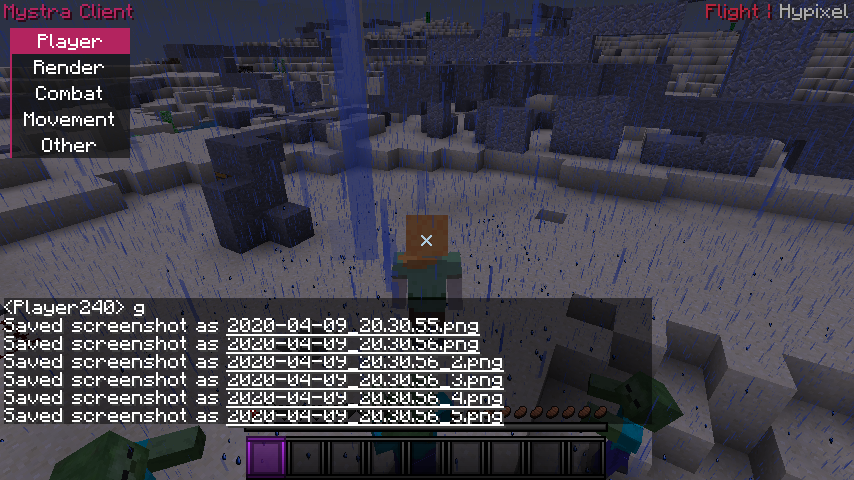 Mystra Client
Flight | Hypixel
Player
Render
Combat
Movement
Other
<Player240> g
Saved screenshot as 2020-04-09_20.30.55.png
Saved screenshot as 2020-04-09_20.30.56.png
Saved screenshot as 2020-04-09_20.30.56_2.png
Saved screenshot as 2020-04-09_20.30.56_3.png
Saved screenshot as 2020-04-09_20.30.56_4.png
Saved screenshot as 2020-04-09_20.30.56_5.png